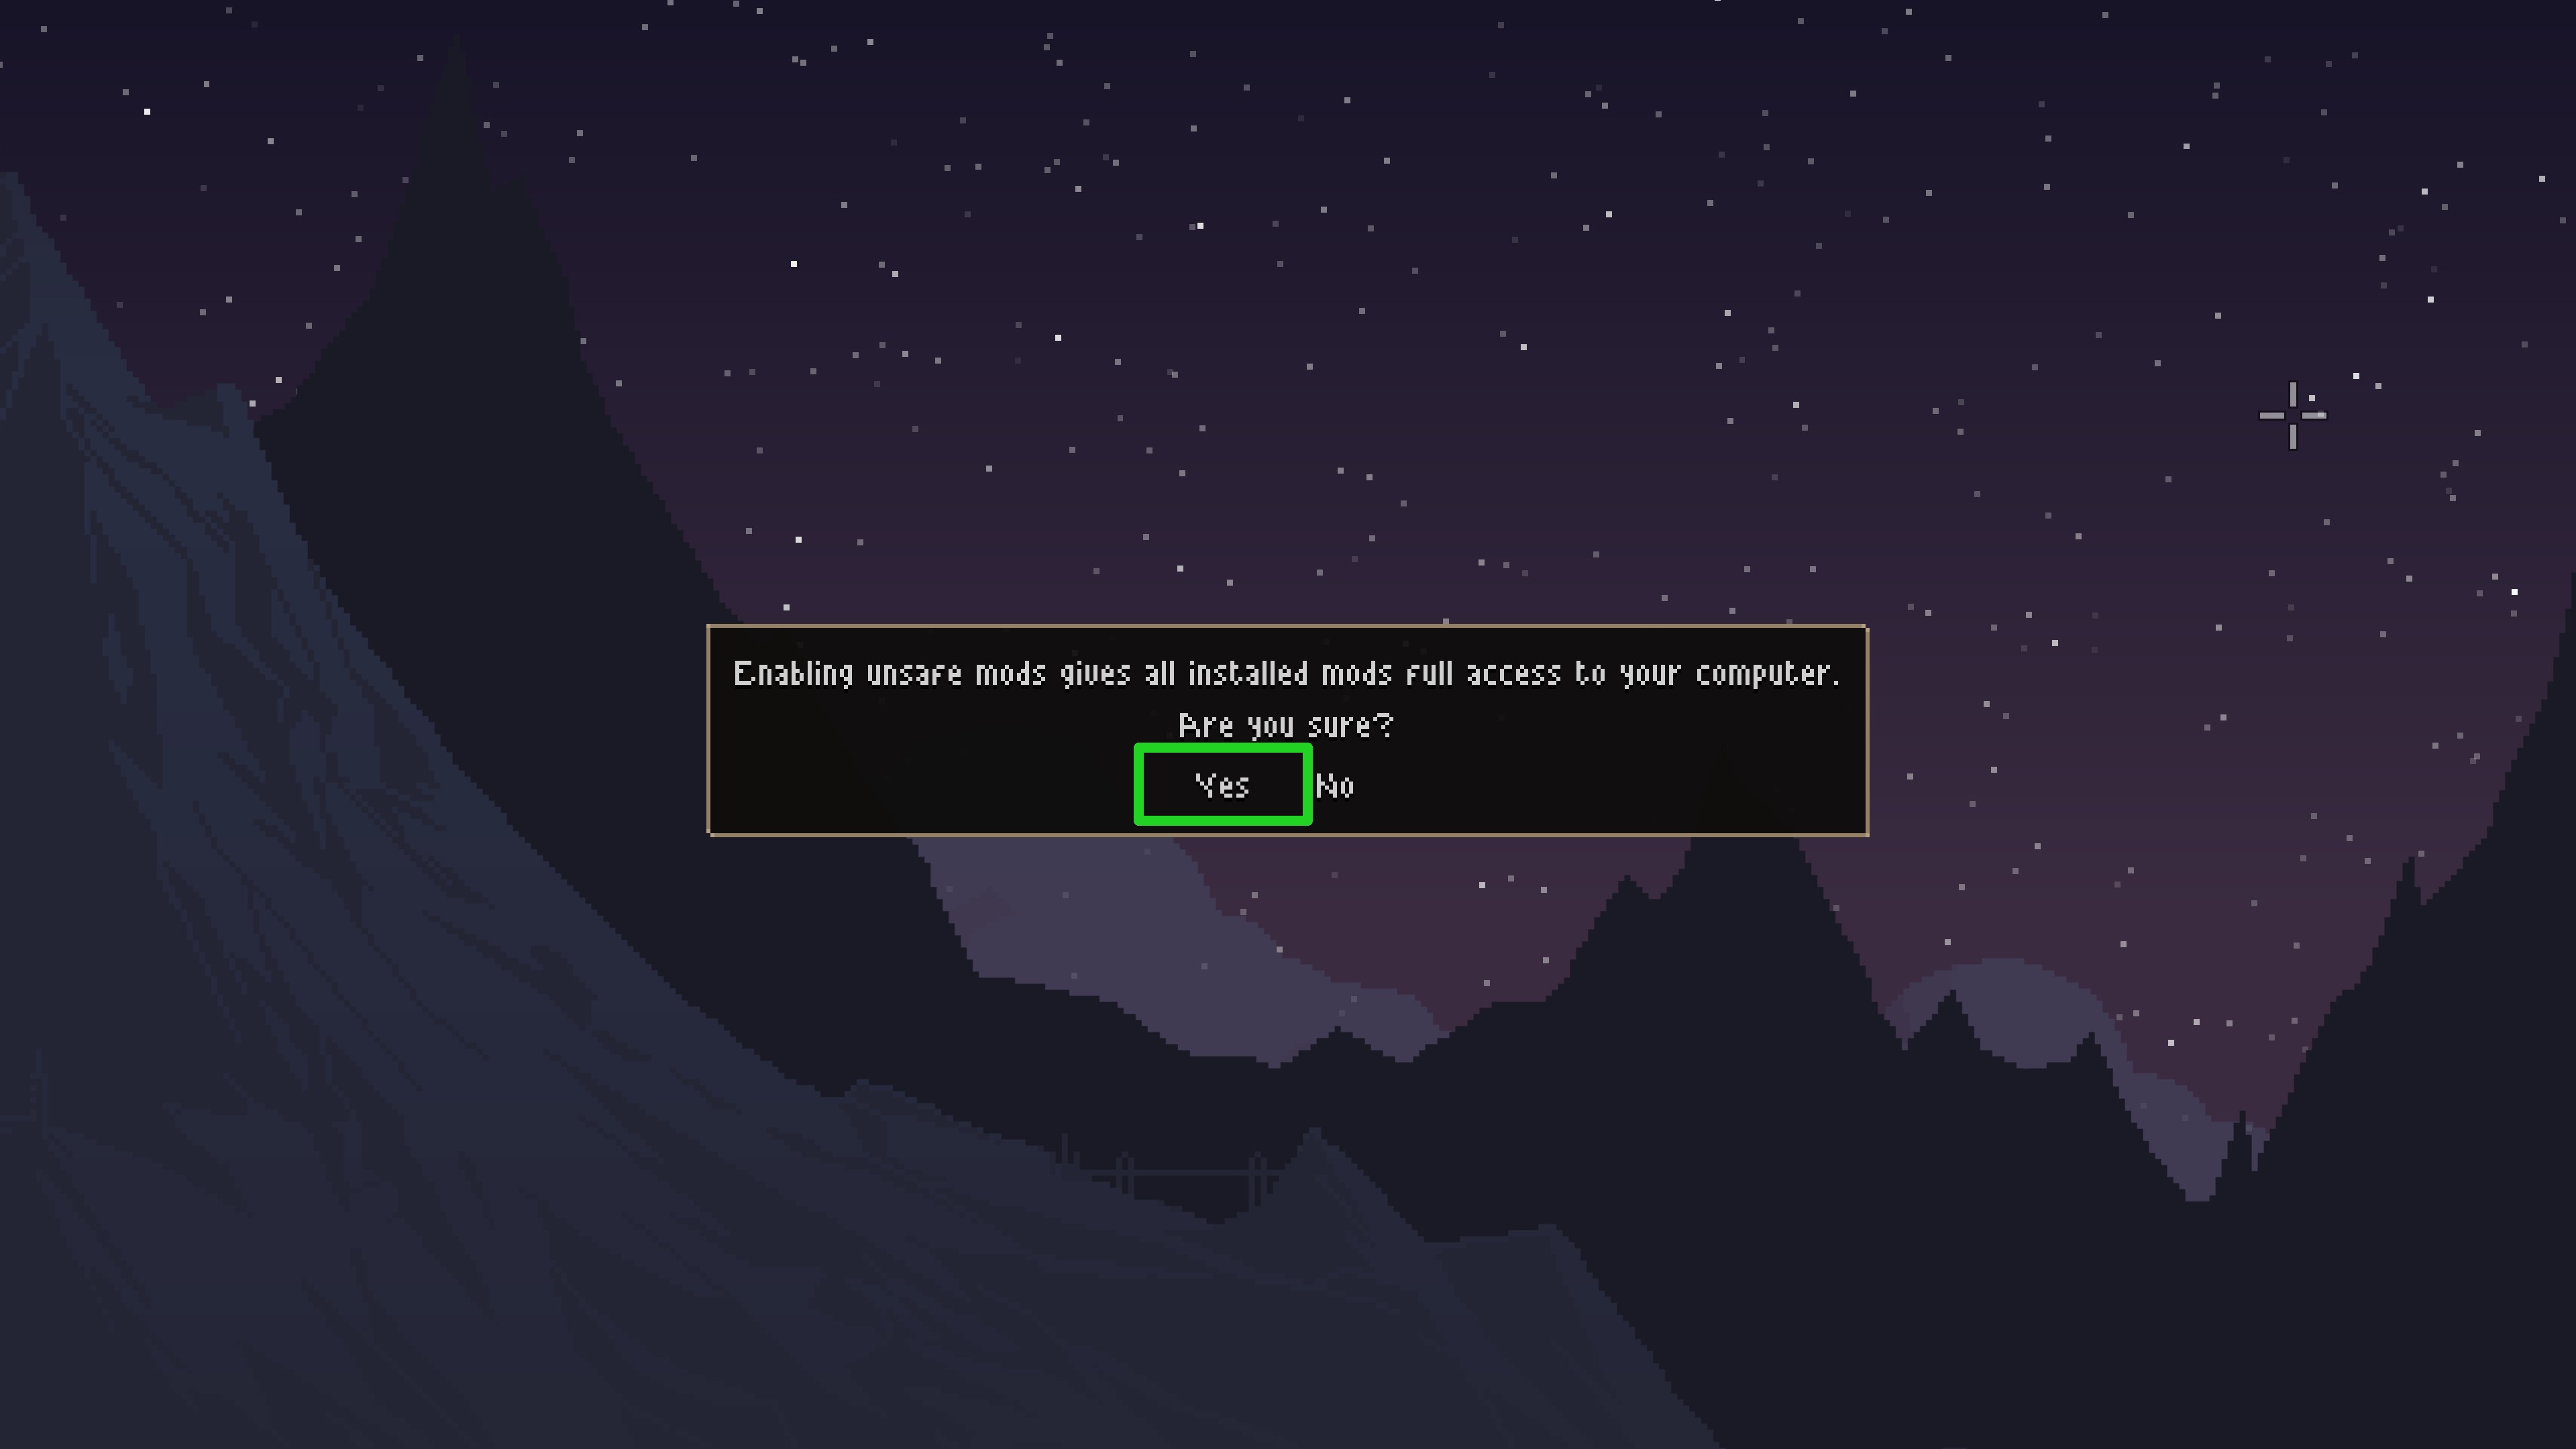 Enabling unsafe mods gives all installed mods full access to your computer.
Are you sure?
Yes No